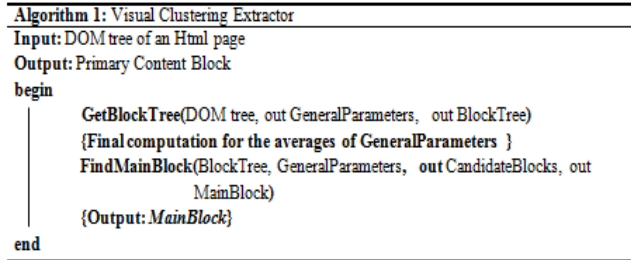 Algorithm 1: Visual Clustering Extractor
Input: DOM tree of an Html page
Output: Primary Content Block
begin
GetBlockTree(DOM tree, out GeneralParameters, out BlockTree)
{Final computation for the averages of GeneralParameters }
FindMainBlock(BlockTree, GeneralParameters, out CandidateBlocks, out
MainBlock)
{Output: MainBlock}
end